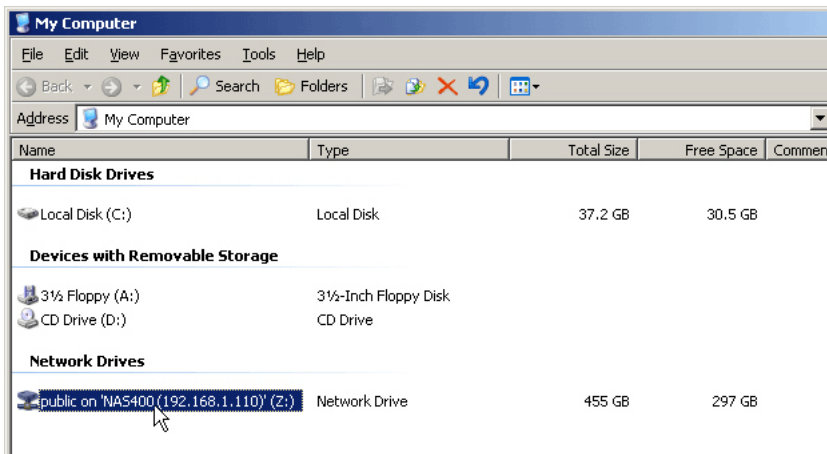 My Computer
File Edit View Favorites Tools Help
Back Search Folders
Address My Computer
Name Type Total Size Free Space Commen
Hard Disk Drives
Local Disk (C:) Local Disk 37.2 GB 30.5 GB
Devices with Removable Storage
3½ Floppy (A:) 3½-Inch Floppy Disk
CD Drive (D:) CD Drive
Network Drives
public on 'NAS400(192.168.1.110)' (Z:) Network Drive 455 GB 297 GB